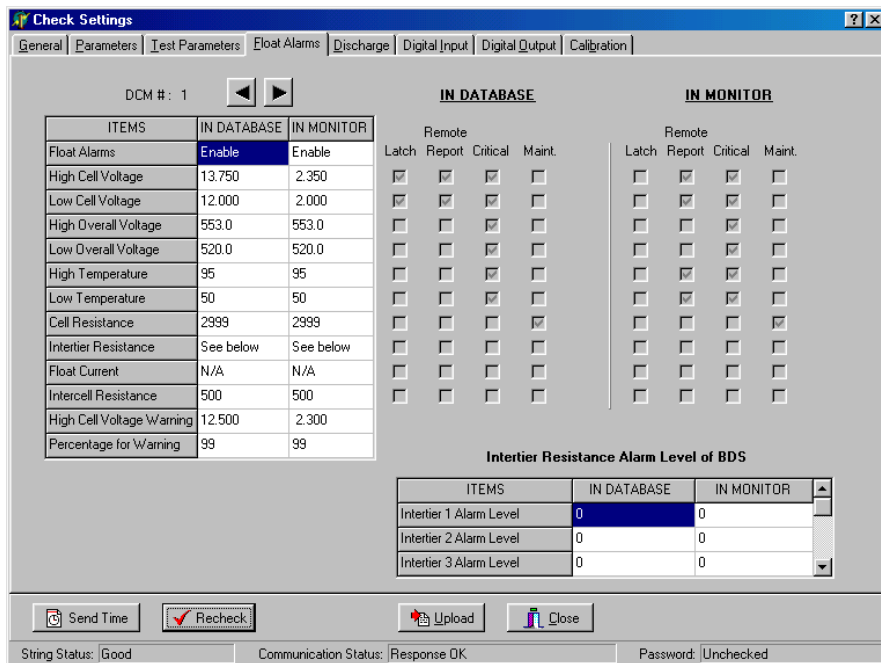 Check Settings
General Parameters Test Parameters Float Alarms Discharge Digital Input Digital Output Calibration
DCM # : 1
IN DATABASE IN MONITOR
ITEMS IN DATABASE IN MONITOR
Remote Remote
Latch Report Critical Maint. Latch Report Critical Maint.
Float Alarms Enable Enable
High Cell Voltage 13.750 2.350
Low Cell Voltage 12.000 2.000
High Overall Voltage 553.0 553.0
Low Overall Voltage 520.0 520.0
High Temperature 95 95
Low Temperature 50 50
Cell Resistance 2999 2999
Intertier Resistance See below See below
Float Current N/A N/A
Intercell Resistance 500 500
High Cell Voltage Warning 12.500 2.300
Percentage for Warning 99 99
Intertier Resistance Alarm Level of BDS
ITEMS IN DATABASE IN MONITOR
Intertier 1 Alarm Level 0 0
Intertier 2 Alarm Level 0 0
Intertier 3 Alarm Level 0 0
Send Time Recheck Upload Close
String Status: Good Communication Status: Response OK Password: Unchecked